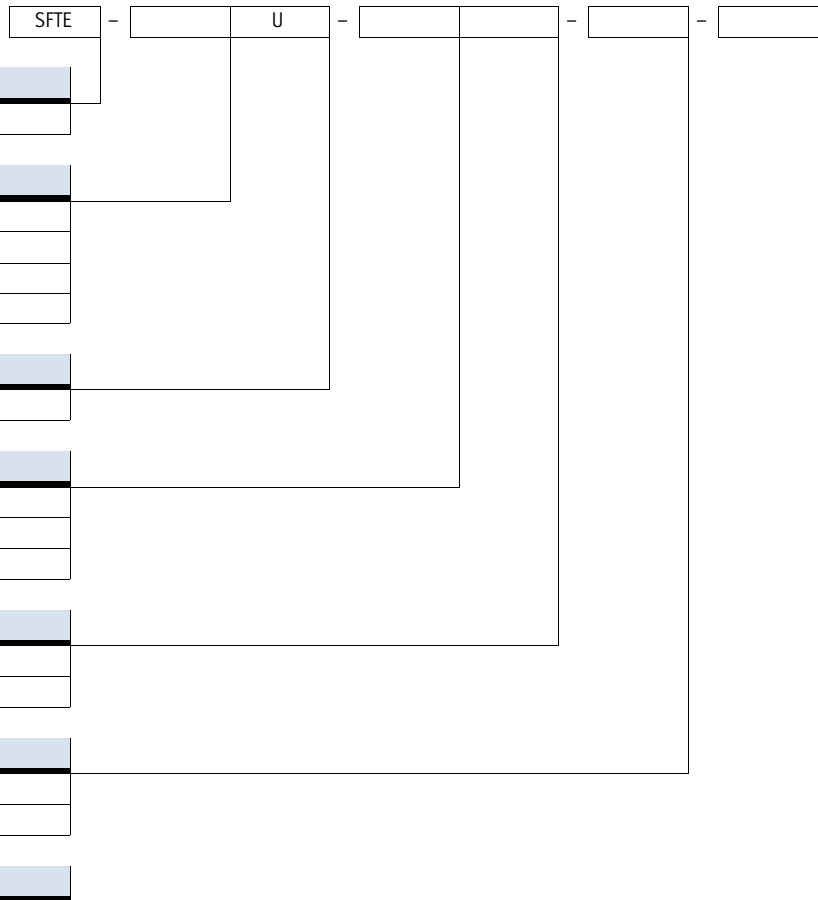 SFTE – U – – –